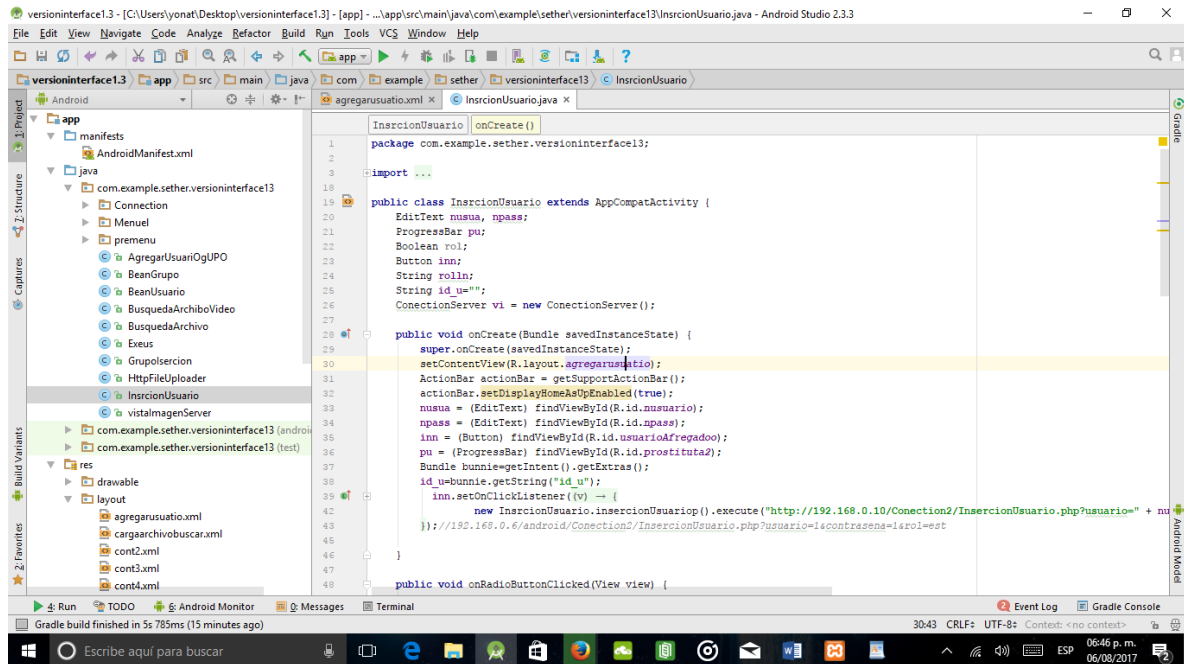 versioninterface1.3 - [C:\Users\yonat\Desktop\versioninterface1.3] - [app] - ...\app\src\main\java\com\example\sether\versioninterface13\InsrcionUsuario.java - Android Studio 2.3.3
File Edit View Navigate Code Analyze Refactor Build Run Tools VCS Window Help
app
versioninterface1.3 app src main java com example sether versioninterface13 InsrcionUsuario
Android
agregarusuatio.xml InsrcionUsuario.java
InsrcionUsuario onCreate()
1: Project
7: Structure
Captures
Build Variants
2: Favorites
Gradle
Android Model
app
manifests
AndroidManifest.xml
java
com.example.sether.versioninterface13
Connection
Menuel
premenu
AgregarUsuariOgUPO
BeanGrupo
BeanUsuario
BusquedaArchiboVideo
BusquedaArchivo
Exeus
GrupoIsercion
HttpFileUploader
InsrcionUsuario
vistaImagenServer
com.example.sether.versioninterface13 (androi
com.example.sether.versioninterface13 (test)
res
drawable
layout
agregarusuatio.xml
cargaarchivobuscar.xml
cont2.xml
cont3.xml
cont4.xml
1 package com.example.sether.versioninterface13;
2
3 import ...
18
19 public class InsrcionUsuario extends AppCompatActivity {
20 EditText nusua, npass;
21 ProgressBar pu;
22 Boolean rol;
23 Button inn;
24 String rolln;
25 String id_u="";
26 ConectionServer vi = new ConectionServer();
27
28 public void onCreate(Bundle savedInstanceState) {
29 super.onCreate(savedInstanceState);
30 setContentView(R.layout.agregarusuatio);
31 ActionBar actionBar = getSupportActionBar();
32 actionBar.setDisplayHomeAsUpEnabled(true);
33 nusua = (EditText) findViewById(R.id.nusuario);
34 npass = (EditText) findViewById(R.id.npass);
35 inn = (Button) findViewById(R.id.usuarioAfregadoo);
36 pu = (ProgressBar) findViewById(R.id.prostituta2);
37 Bundle bunnie=getIntent().getExtras();
38 id_u=bunnie.getString("id_u");
39 inn.setOnClickListener((v) → {
42 new InsrcionUsuario.insercionUsuariop().execute("http://192.168.0.10/Conection2/InsercionUsuario.php?usuario=" + nu
43 });//192.168.0.6/android/Conection2/InsercionUsuario.php?usuario=1&contrasena=1&rol=est
45
46 }
47
48 public void onRadioButtonClicked(View view) {
4: Run TODO 6: Android Monitor 0: Messages Terminal 2 Event Log Gradle Console
Gradle build finished in 5s 785ms (15 minutes ago) 30:43 CRLF÷ UTF-8÷ Context: <no context>
Escribe aquí para buscar
ESP
06:46 p. m.
06/08/2017
2